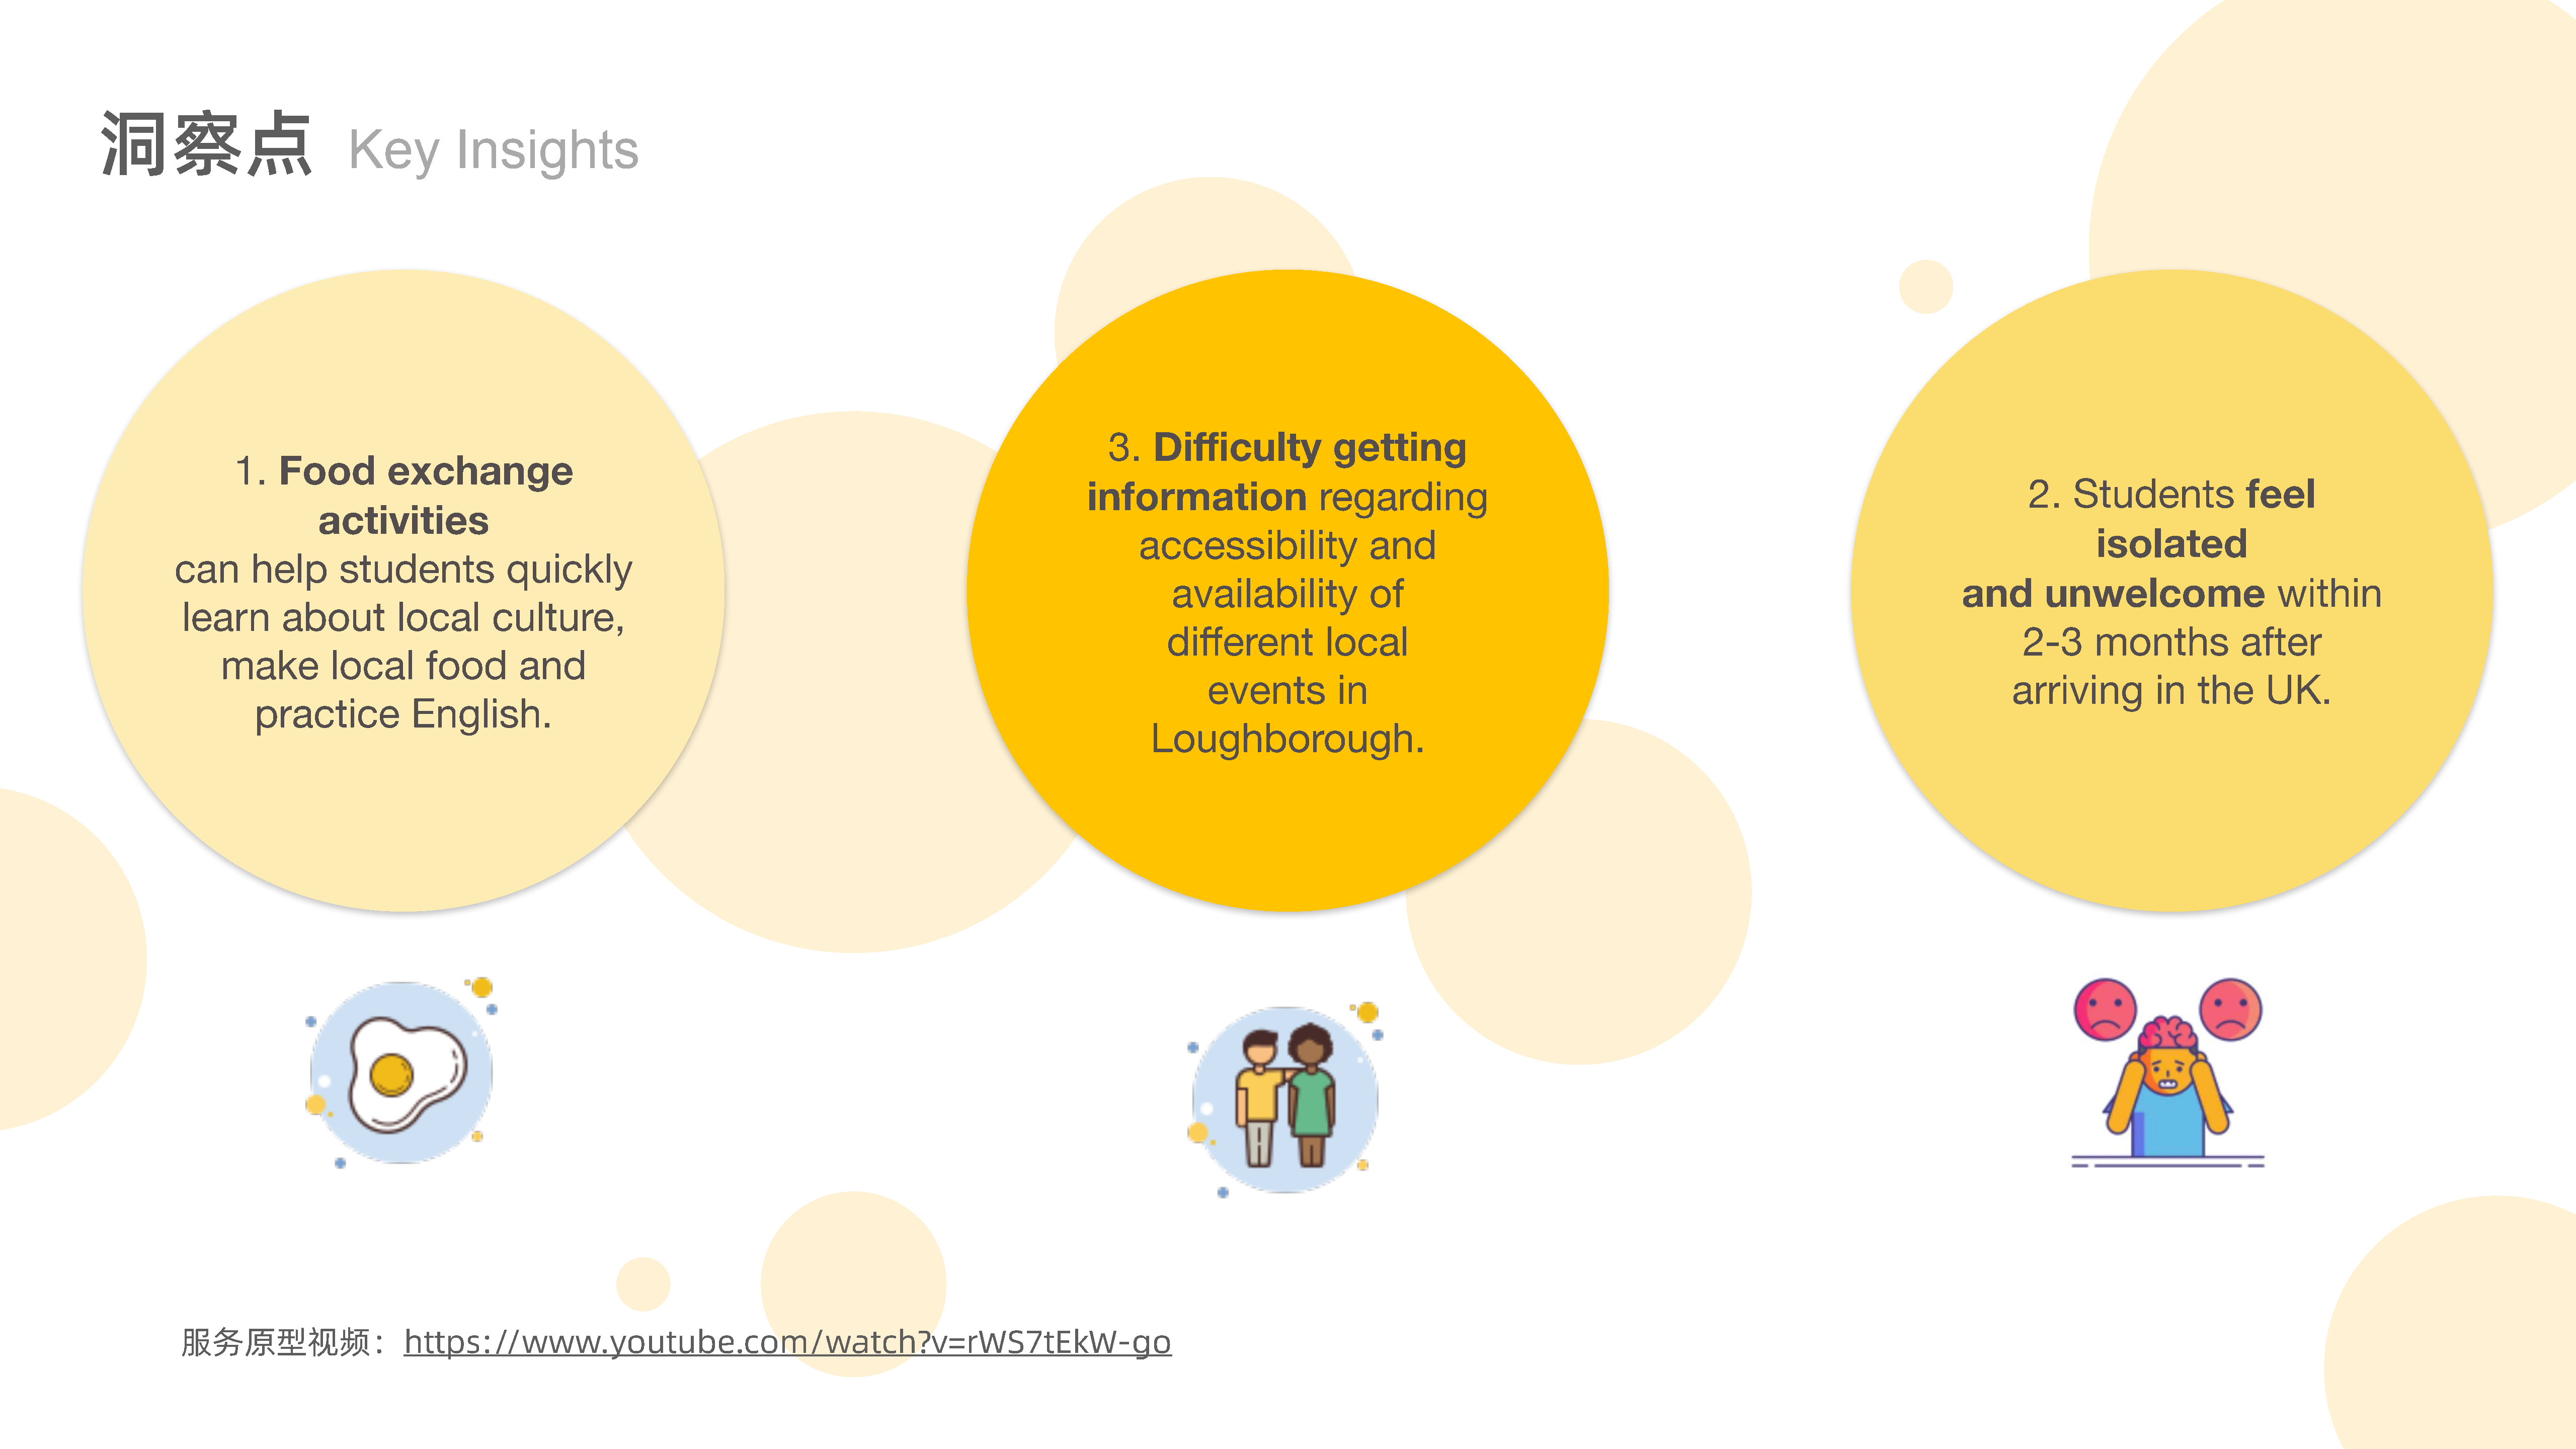 洞察点 Key Insights
1. Food exchange
activities
can help students quickly
learn about local culture,
make local food and
practice English.
3. Difficulty getting
information regarding
accessibility and
availability of
different local
events in
Loughborough.
2. Students feel
isolated
and unwelcome within
2-3 months after
arriving in the UK.
服务原型视频：https://www.youtube.com/watch?v=rWS7tEkW-go